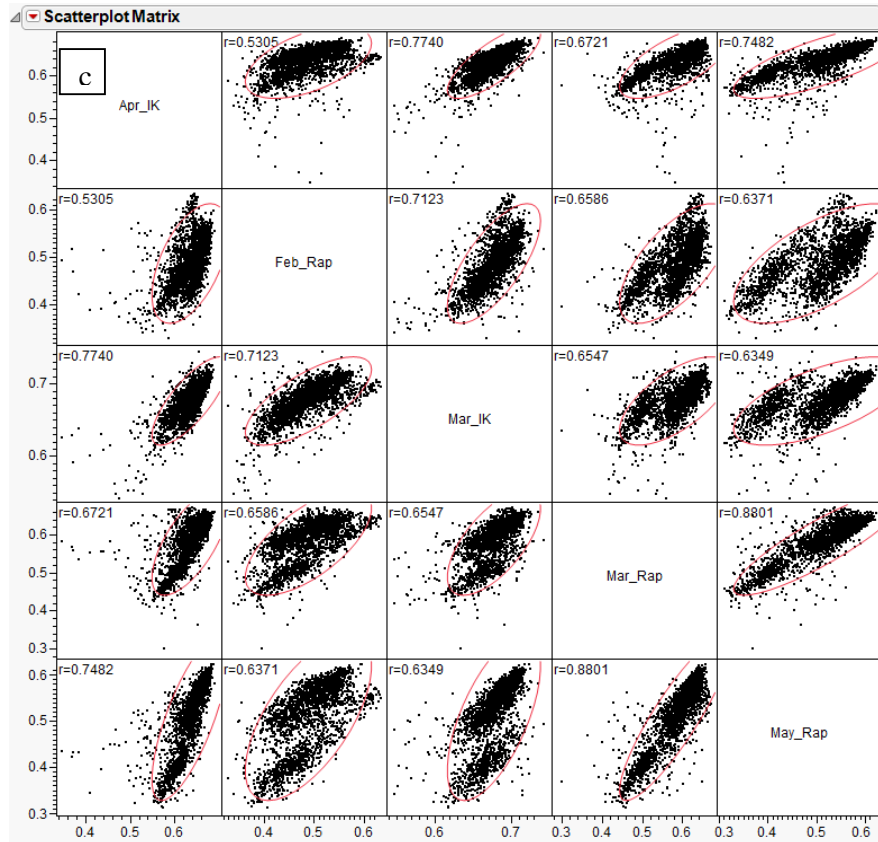 Scatterplot Matrix
r=0.5305 r=0.7740 r=0.6721 r=0.7482
c
0.6
Apr_IK
0.5
0.4
r=0.5305 r=0.7123 r=0.6586 r=0.6371
0.6
0.5
Feb_Rap
0.4
r=0.7740 r=0.7123 r=0.6547 r=0.6349
0.7
Mar_IK
0.6
r=0.6721 r=0.6586 r=0.6547 r=0.8801
0.6
0.5
Mar_Rap
0.4
0.3
r=0.7482 r=0.6371 r=0.6349 r=0.8801
0.6
0.5
May_Rap
0.4
0.3
0.4 0.6 0.4 0.5 0.6 0.6 0.7 0.3 0.4 0.6 0.3 0.4 0.5 0.6